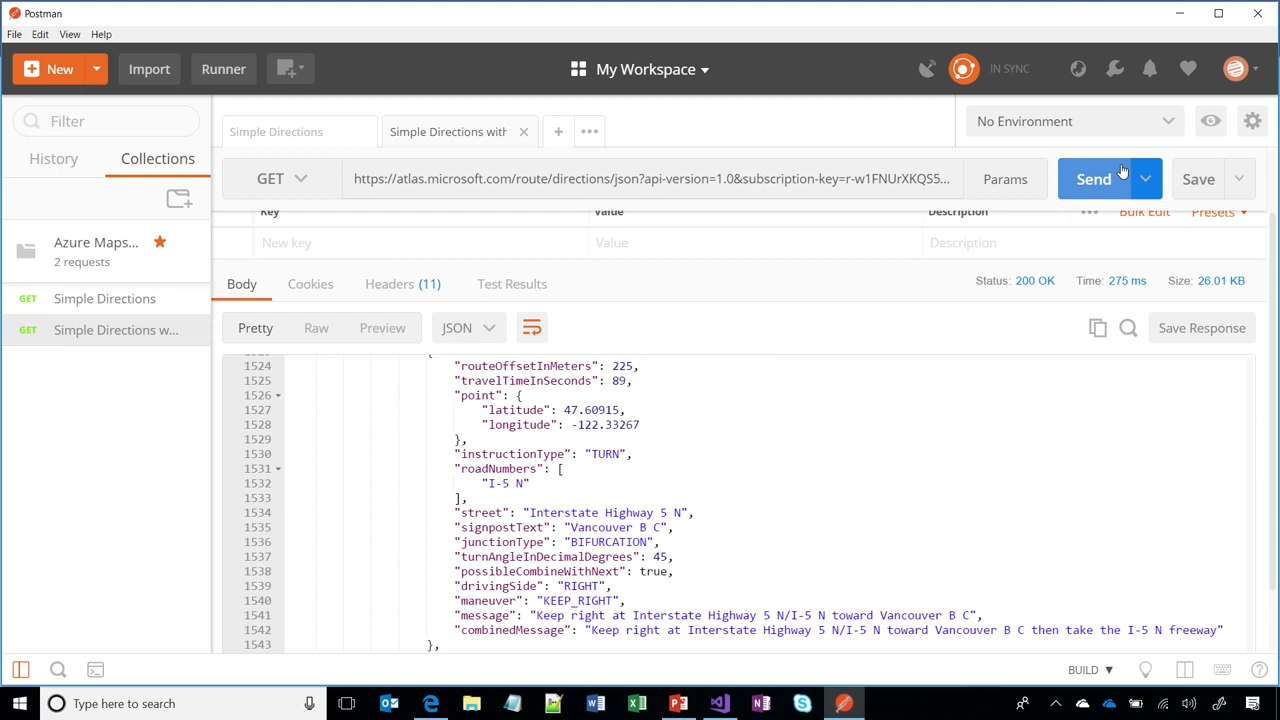 Postman
File Edit View Help
New Import Runner My Workspace IN SYNC
Filter
History Collections
Azure Maps...
2 requests
GET Simple Directions
GET Simple Directions w...
Simple Directions Simple Directions with No Environment
GET https://atlas.microsoft.com/route/directions/json?api-version=1.0&subscription-key=r-w1FNUrXKQS5... Params Send Save
Key Value Description Bulk Edit Presets
New key Value Description
Body Cookies Headers (11) Test Results Status: 200 OK Time: 275 ms Size: 26.01 KB
Pretty Raw Preview JSON Save Response
1524 "routeOffsetInMeters": 225,
1525 "travelTimeInSeconds": 89,
1526 "point": {
1527 "latitude": 47.60915,
1528 "longitude": -122.33267
1529 },
1530 "instructionType": "TURN",
1531 "roadNumbers": [
1532 "I-5 N"
1533 ],
1534 "street": "Interstate Highway 5 N",
1535 "signpostText": "Vancouver B C",
1536 "junctionType": "BIFURCATION",
1537 "turnAngleInDecimalDegrees": 45,
1538 "possibleCombineWithNext": true,
1539 "drivingSide": "RIGHT",
1540 "maneuver": "KEEP_RIGHT",
1541 "message": "Keep right at Interstate Highway 5 N/I-5 N toward Vancouver B C",
1542 "combinedMessage": "Keep right at Interstate Highway 5 N/I-5 N toward Vancouver B C then take the I-5 N freeway"
1543 },
BUILD
Type here to search